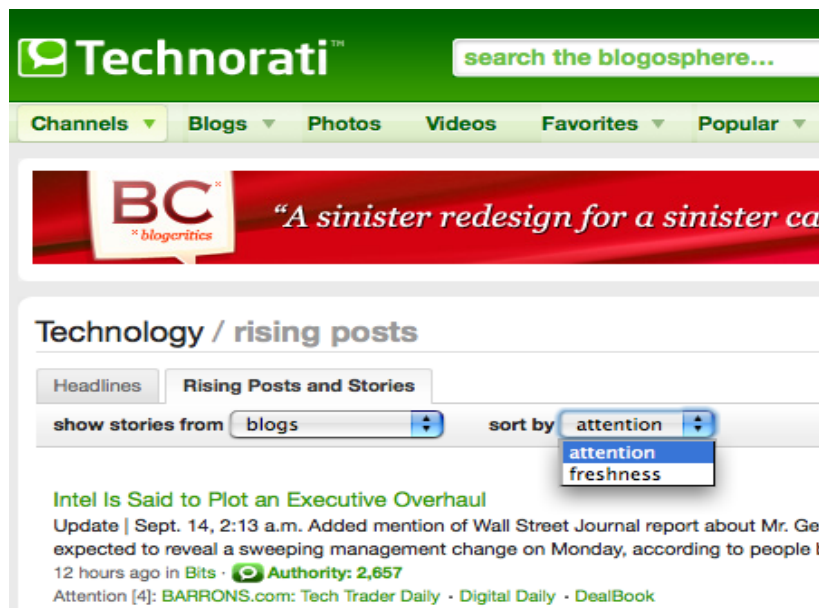 Technorati™
search the blogosphere...
Channels Blogs Photos Videos Favorites Popular
BC
* blogcritics
“A sinister redesign for a sinister ca
Technology / rising posts
Headlines Rising Posts and Stories
show stories from blogs sort by attention
attention
freshness
Intel Is Said to Plot an Executive Overhaul
Update | Sept. 14, 2:13 a.m. Added mention of Wall Street Journal report about Mr. Ge
expected to reveal a sweeping management change on Monday, according to people
12 hours ago in Bits · Authority: 2,657
Attention [4]: BARRONS.com: Tech Trader Daily · Digital Daily · DealBook